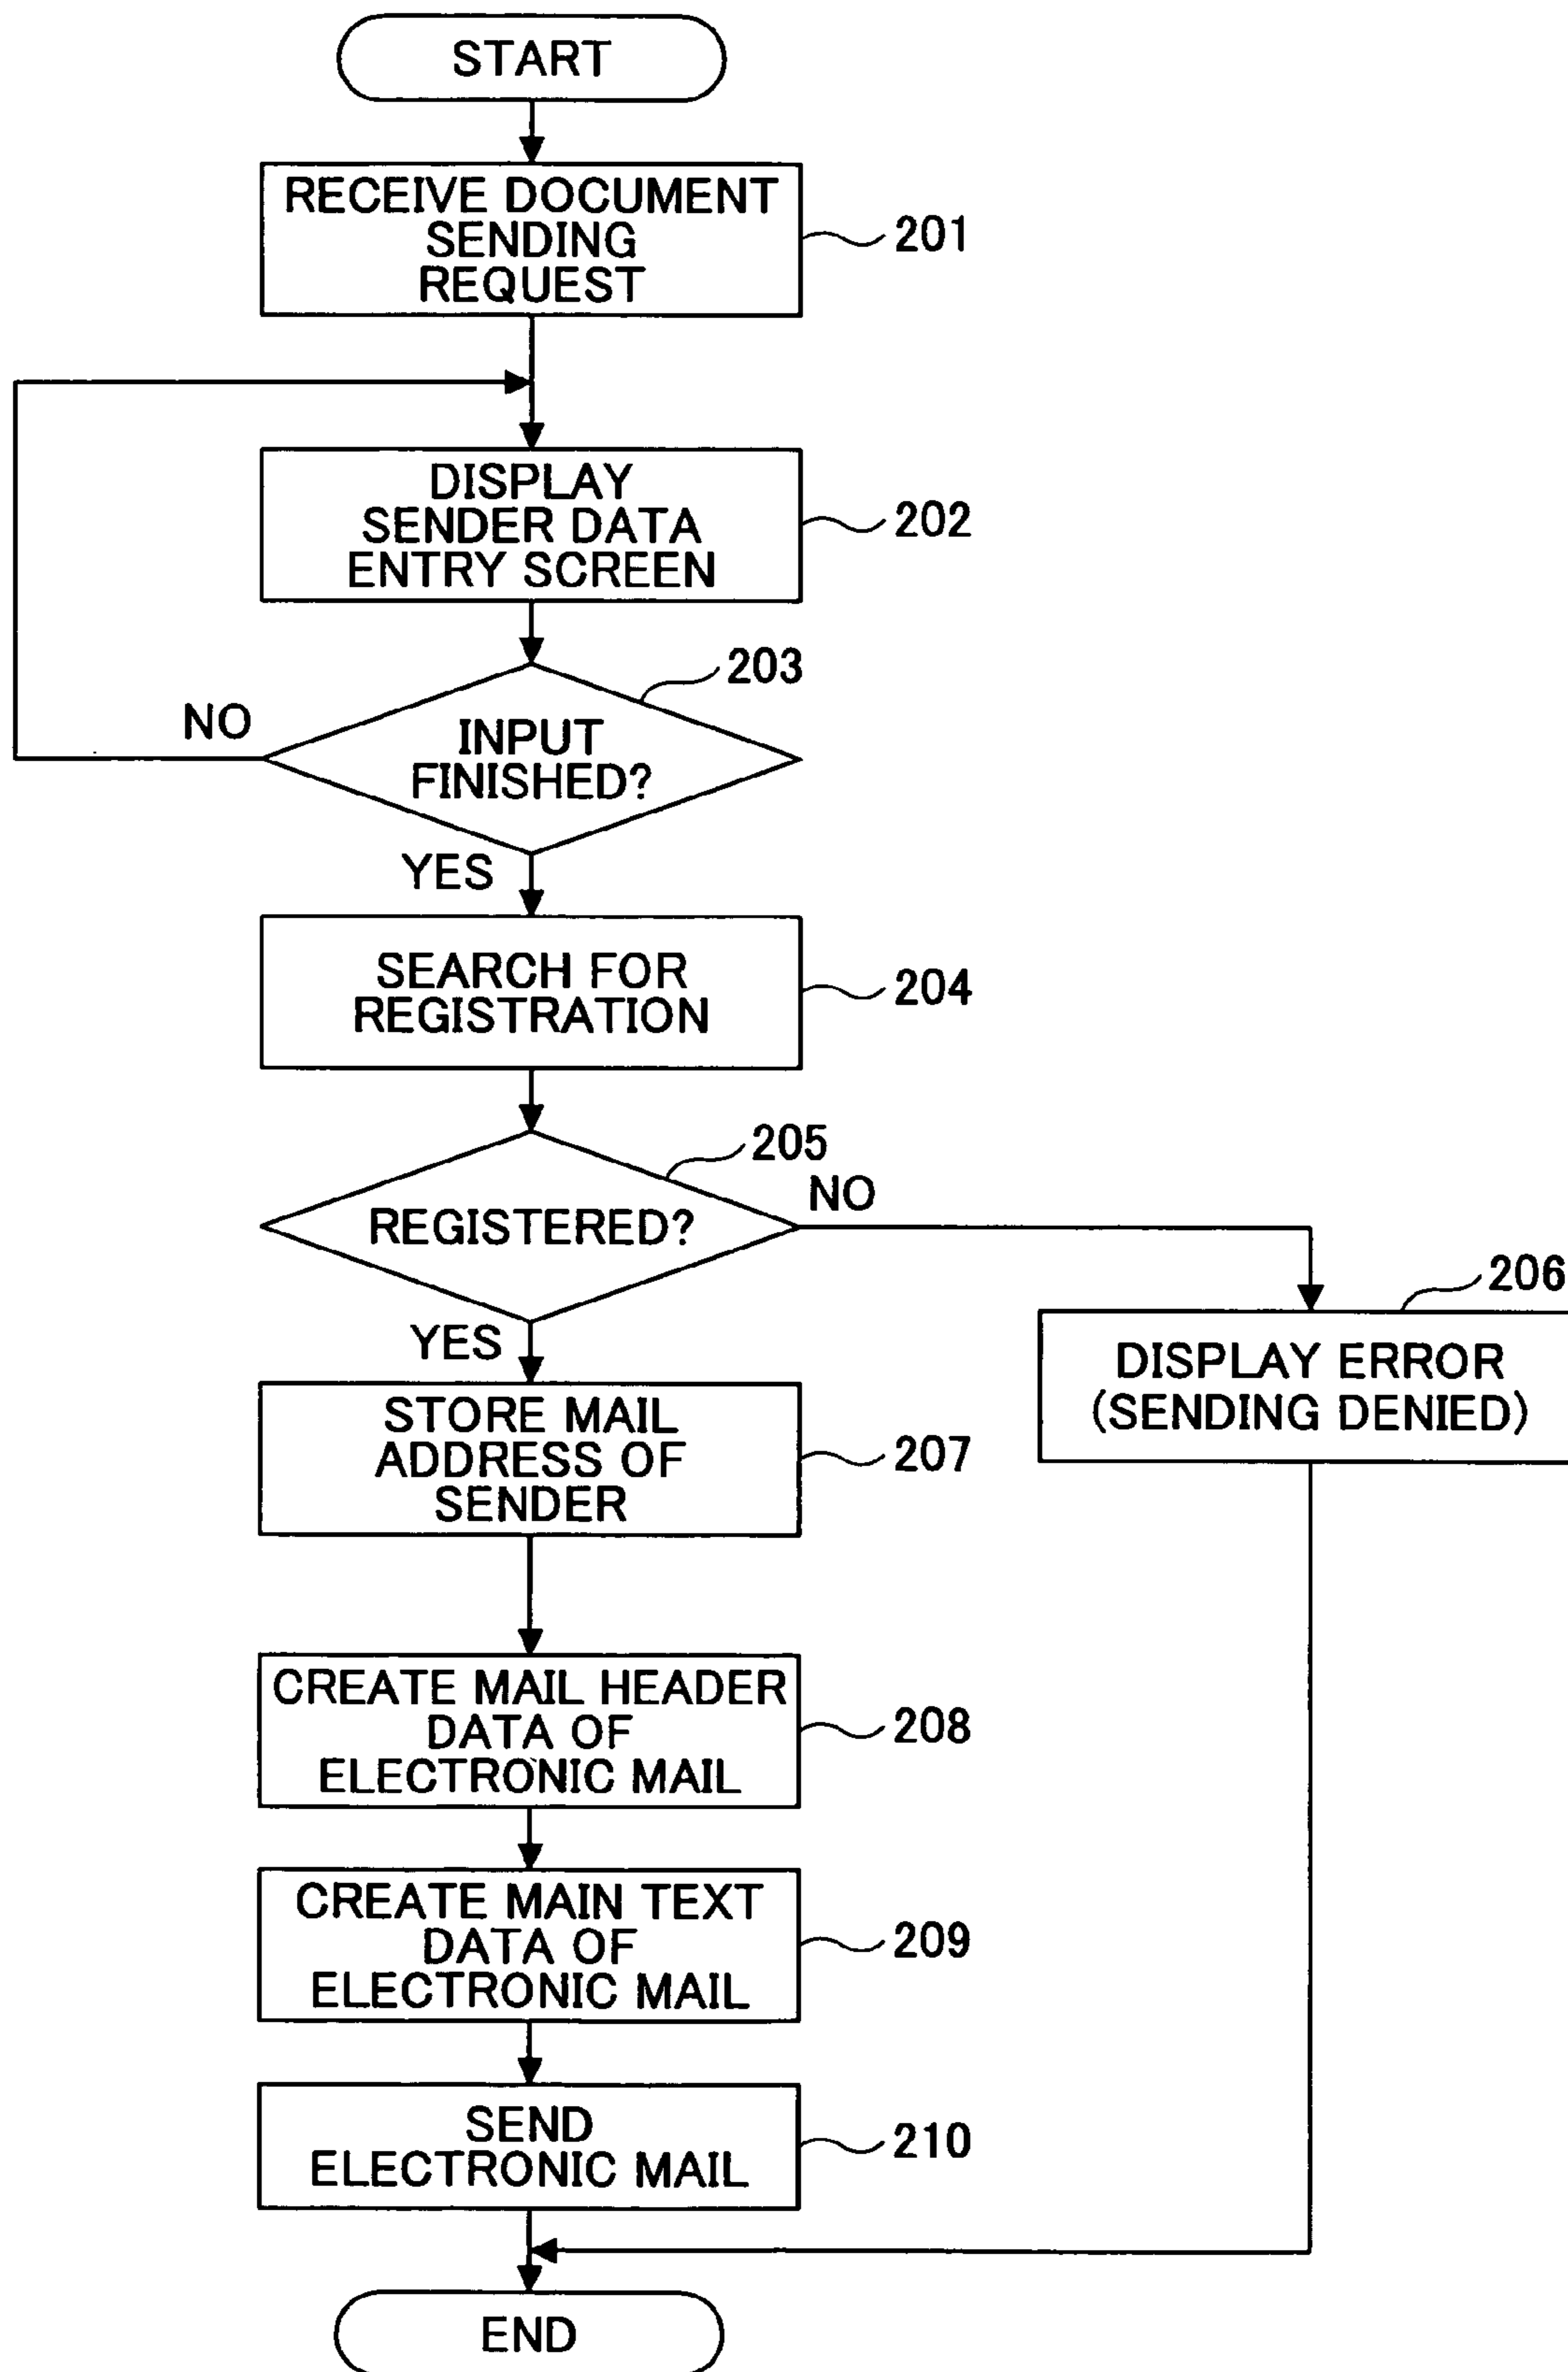 START
RECEIVE DOCUMENT
SENDING
REQUEST
201
DISPLAY
SENDER DATA
ENTRY SCREEN
202
203
INPUT
FINISHED?
NO
YES
SEARCH FOR
REGISTRATION
204
205
REGISTERED?
NO
YES
206
DISPLAY ERROR
(SENDING DENIED)
STORE MAIL
ADDRESS OF
SENDER
207
CREATE MAIL HEADER
DATA OF
ELECTRONIC MAIL
208
CREATE MAIN TEXT
DATA OF
ELECTRONIC MAIL
209
SEND
ELECTRONIC MAIL
210
END